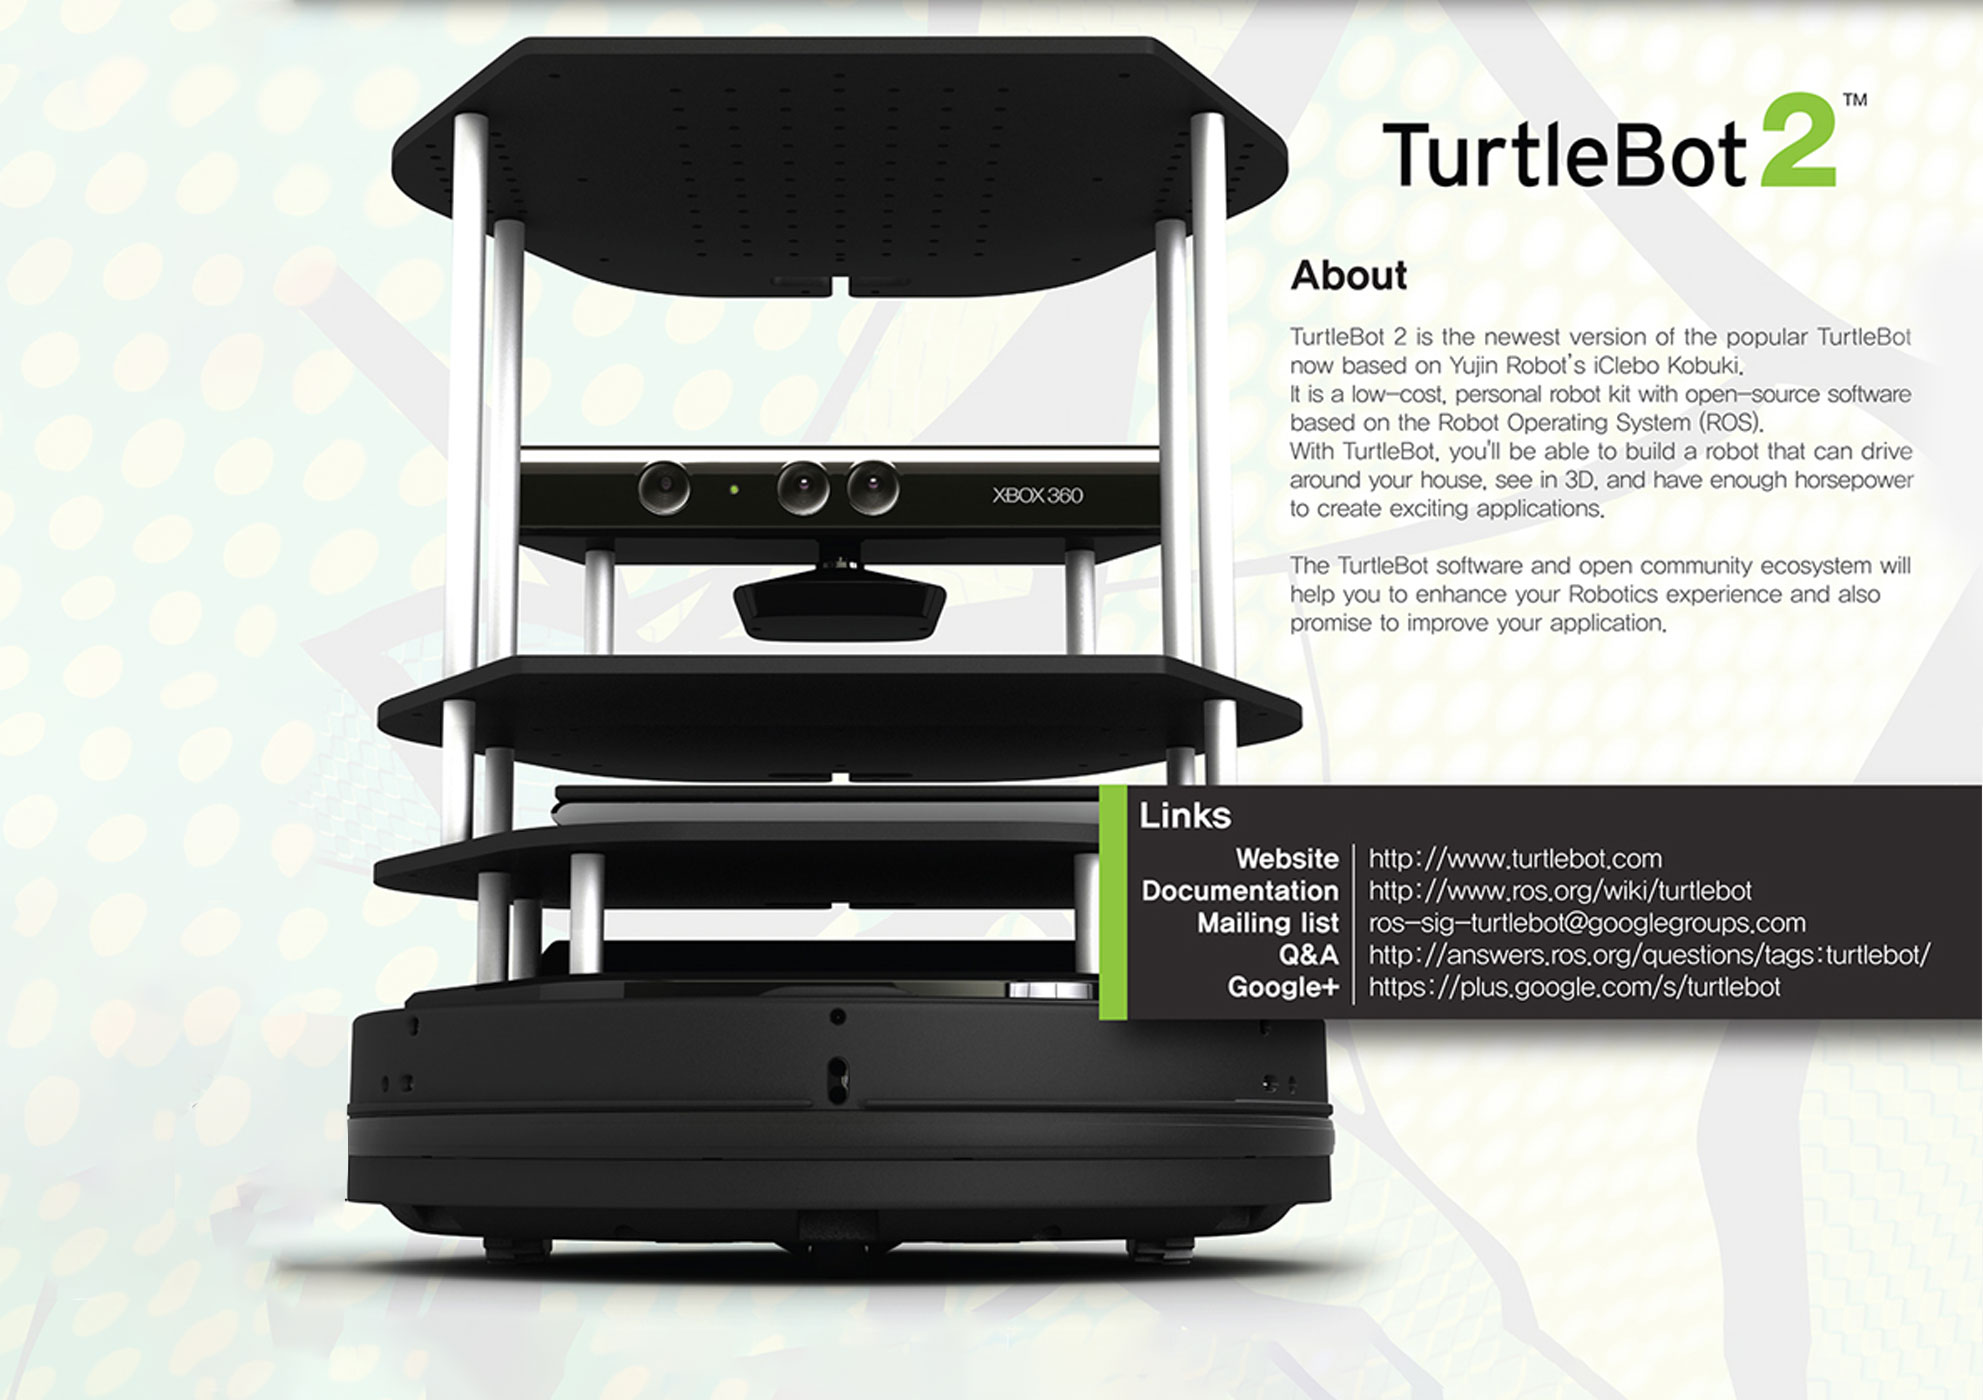 TurtleBot 2™
About
TurtleBot 2 is the newest version of the popular TurtleBot
now based on Yujin Robot's iClebo Kobuki.
It is a low-cost, personal robot kit with open-source software
based on the Robot Operating System (ROS).
With TurtleBot, you'll be able to build a robot that can drive
around your house, see in 3D, and have enough horsepower
to create exciting applications.
The TurtleBot software and open community ecosystem will
help you to enhance your Robotics experience and also
promise to improve your application.
XBOX 360
Links
Website http://www.turtlebot.com
Documentation http://www.ros.org/wiki/turtlebot
Mailing list ros-sig-turtlebot@googlegroups.com
Q&A http://answers.ros.org/questions/tags:turtlebot/
Google+ https://plus.google.com/s/turtlebot